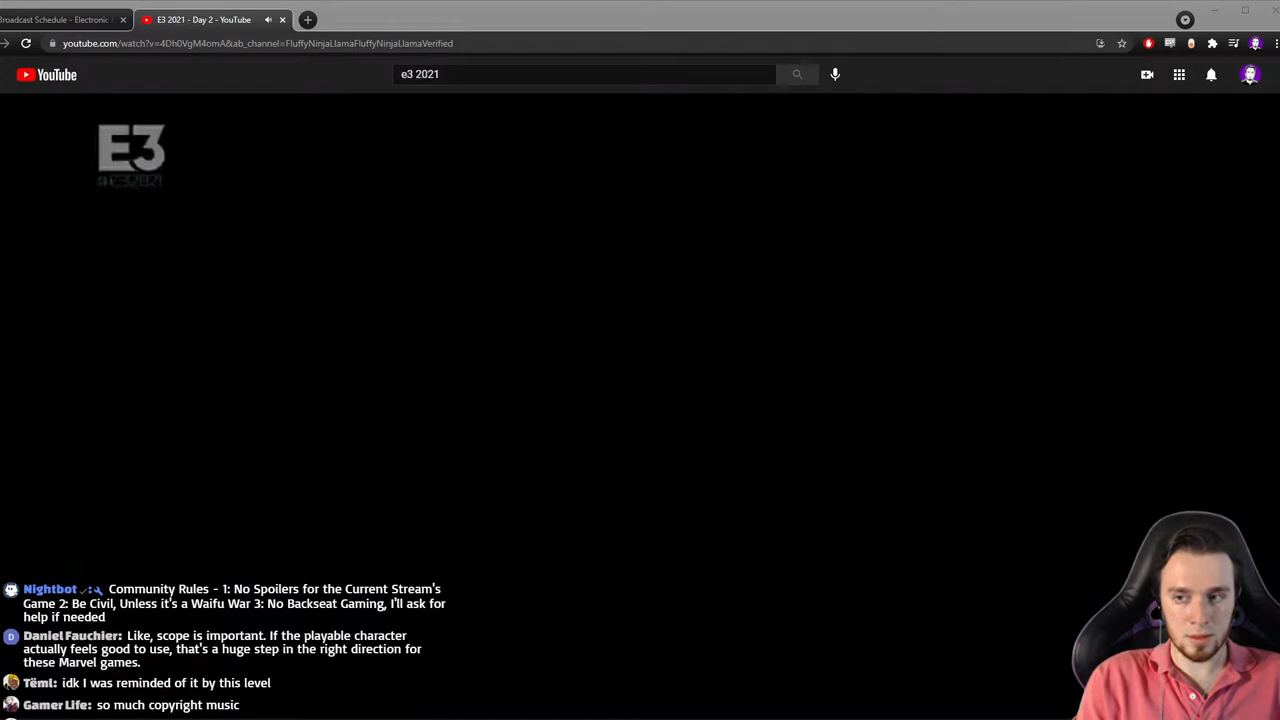 Broadcast Schedule - Electronic
E3 2021 - Day 2 - YouTube
youtube.com/watch?v=4Dh0VgM4omA&ab_channel=FluffyNinjaLlamaFluffyNinjaLlamaVerified
YouTube
e3 2021
E3
#E32021
Nightbot : Community Rules - 1: No Spoilers for the Current Stream's
Game 2: Be Civil, Unless it's a Waifu War 3: No Backseat Gaming, I'll ask for
help if needed
D Daniel Fauchier: Like, scope is important. If the playable character
actually feels good to use, that's a huge step in the right direction for
these Marvel games.
Tëml: idk I was reminded of it by this level
Gamer Life: so much copyright music